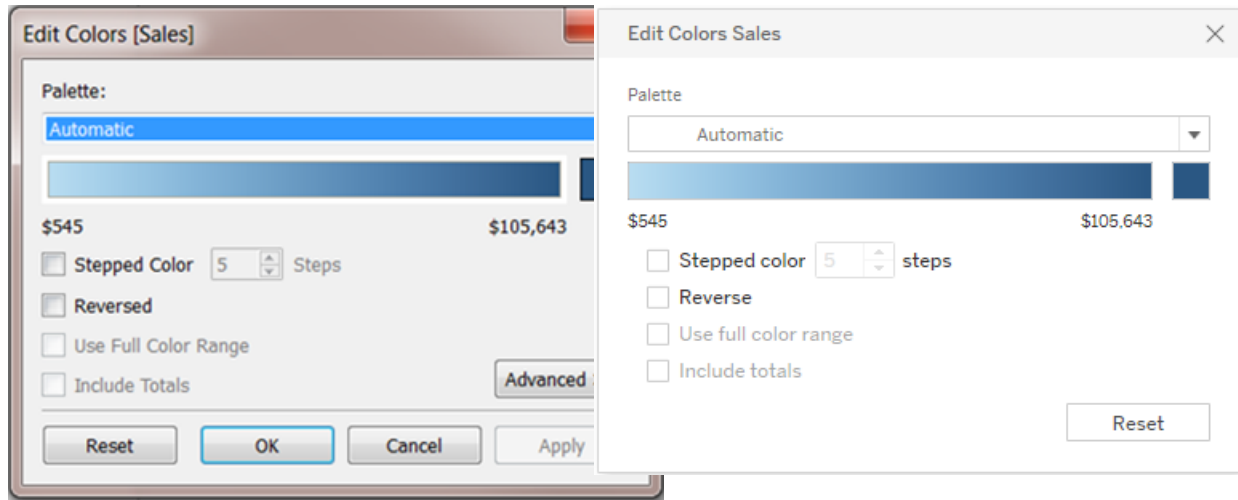 Edit Colors [Sales]
Palette:
Automatic
$545 $105,643
Stepped Color 5 Steps
Reversed
Use Full Color Range
Include Totals
Advanced
Reset OK Cancel Apply
Edit Colors Sales
Palette
Automatic
$545 $105,643
Stepped color 5 steps
Reverse
Use full color range
Include totals
Reset